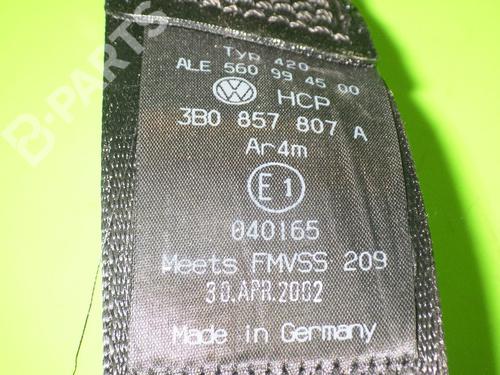 B-PARTS
TYP 420
ALE 560 99 45 00
HCP
3B0 857 807 A
Ar4m
E1
040165
Meets FMVSS 209
30.APR.2002
Made in Germany